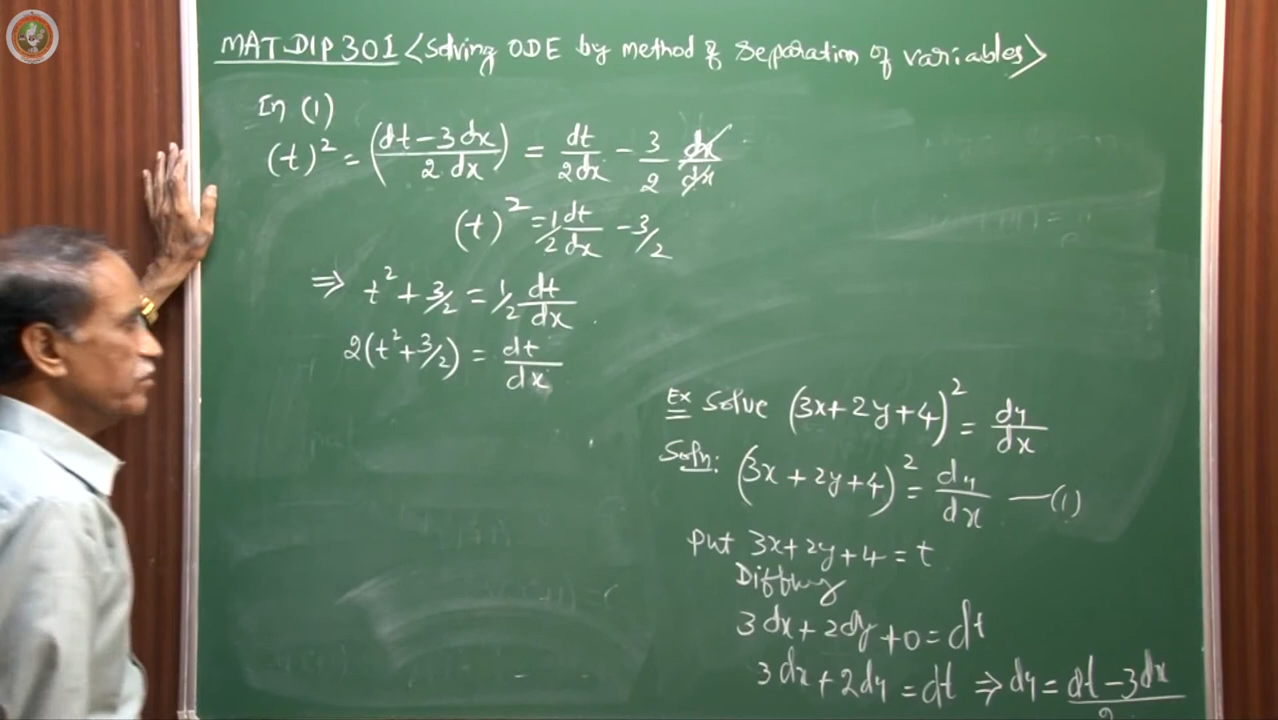 MAT DIP 301 <Solving ODE by method of separation of variables>
In (1)
(t)² = (dt - 3dx / 2 dx) = dt/2dx - 3/2 dx/dx
(t)² = 1/2 dt/dx - 3/2
⇒ t² + 3/2 = 1/2 dt/dx
2(t² + 3/2) = dt/dx
Ex Solve (3x + 2y + 4)² = dy/dx
Soln: (3x + 2y + 4)² = dy/dx —(1)
Put 3x + 2y + 4 = t
3dx + 2dy + 0 = dt
3dx + 2dy = dt ⇒ dy = dt - 3dx / 2